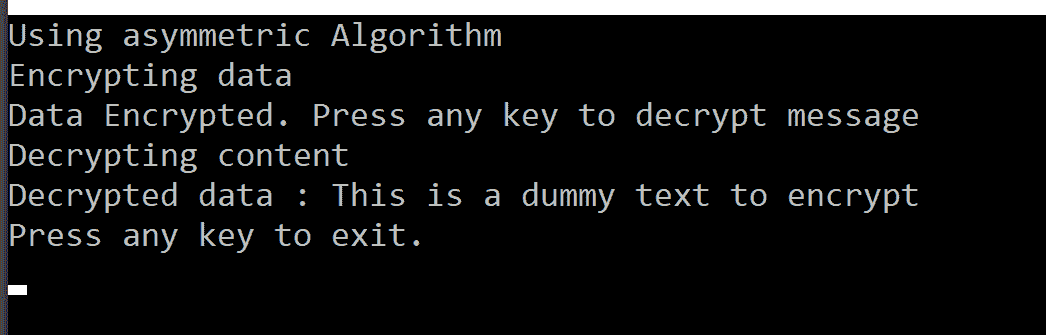 Using asymmetric Algorithm
Encrypting data
Data Encrypted. Press any key to decrypt message
Decrypting content
Decrypted data : This is a dummy text to encrypt
Press any key to exit.